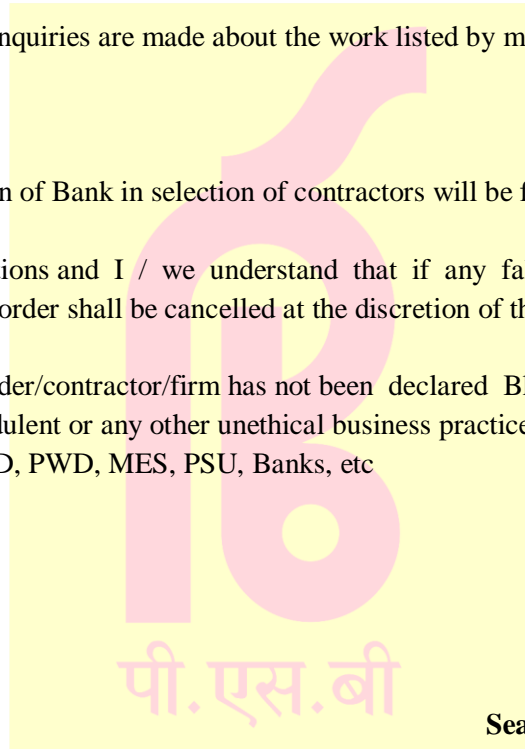 nquiries are made about the work listed by m
n of Bank in selection of contractors will be f
tions and I / we understand that if any fa
order shall be cancelled at the discretion of th
der/contractor/firm has not been declared Bl
dulent or any other unethical business practice
D, PWD, MES, PSU, Banks, etc
पी.एस.बी
Sea